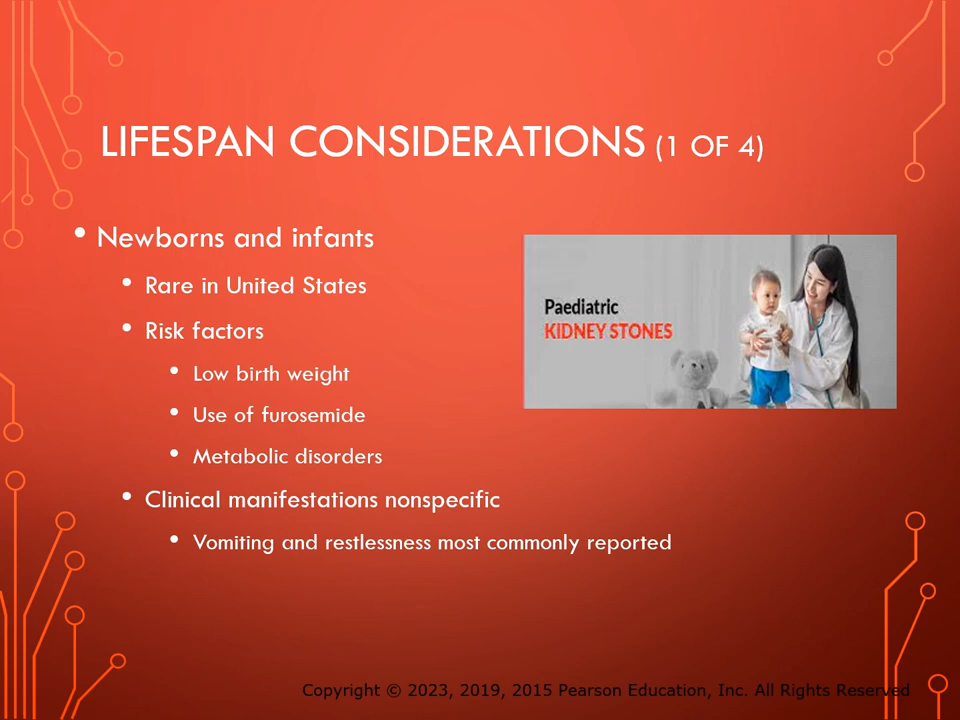 LIFESPAN CONSIDERATIONS (1 OF 4)
• Newborns and infants
• Rare in United States
• Risk factors
• Low birth weight
• Use of furosemide
• Metabolic disorders
• Clinical manifestations nonspecific
• Vomiting and restlessness most commonly reported
Paediatric
KIDNEY STONES
Copyright © 2023, 2019, 2015 Pearson Education, Inc. All Rights Reserved